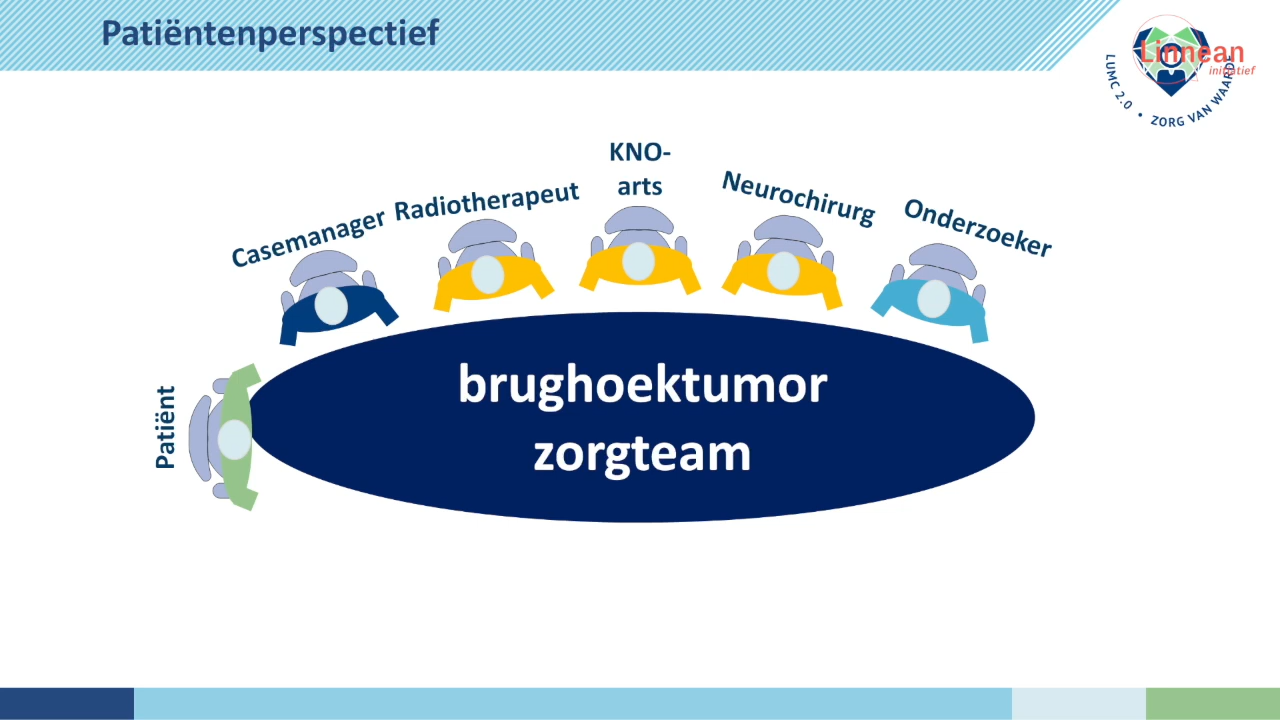 Patiëntenperspectief
Linnean
initiatief
LUMC 2.0 • ZORG VAN WAARDE
KNO-
arts
Casemanager
Radiotherapeut
Neurochirurg
Onderzoeker
Patiënt
brughoektumor
zorgteam